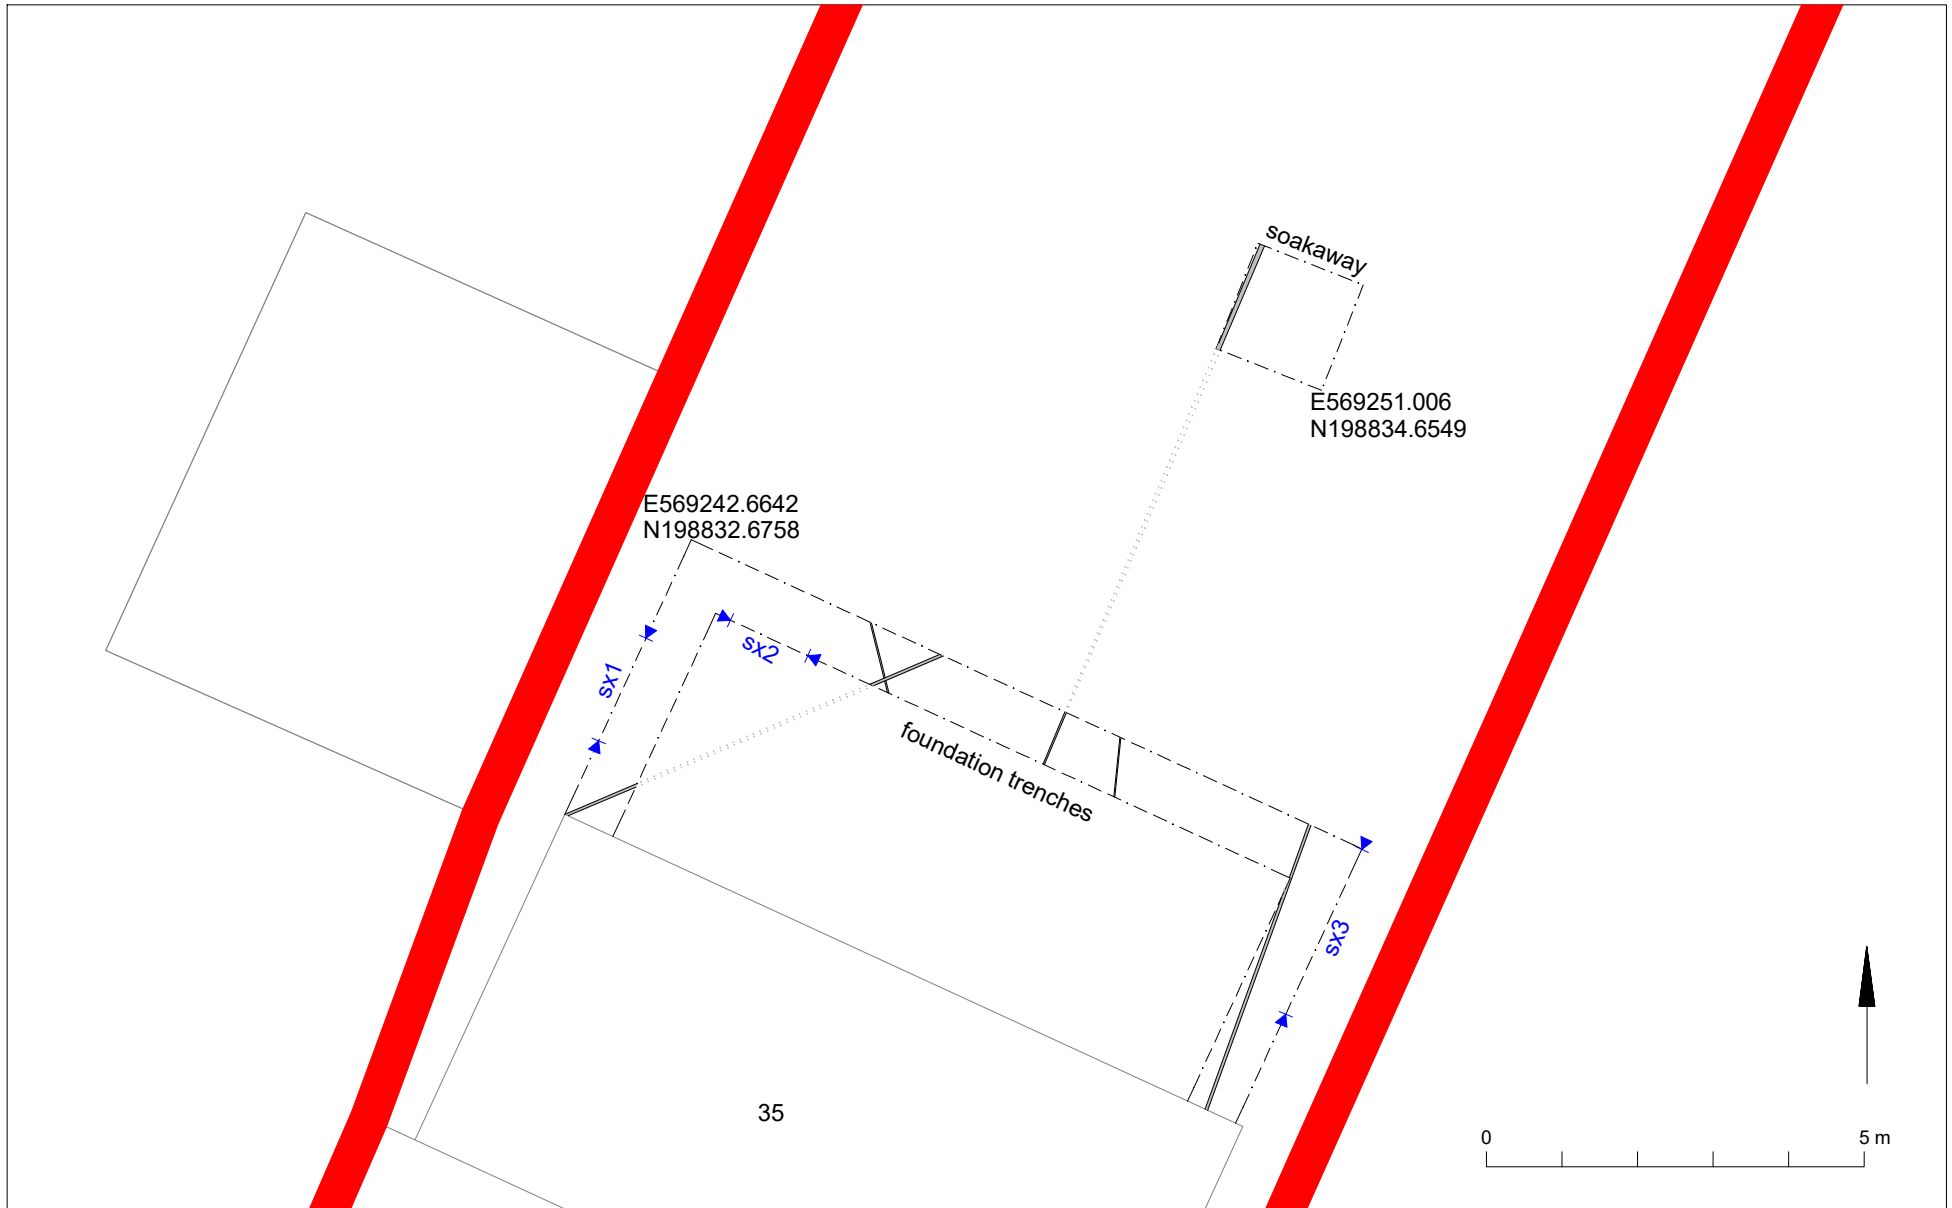 soakaway
E569251.006
N198834.6549
E569242.6642
N198832.6758
sx1
sx2
foundation trenches
sx3
35
0
5 m